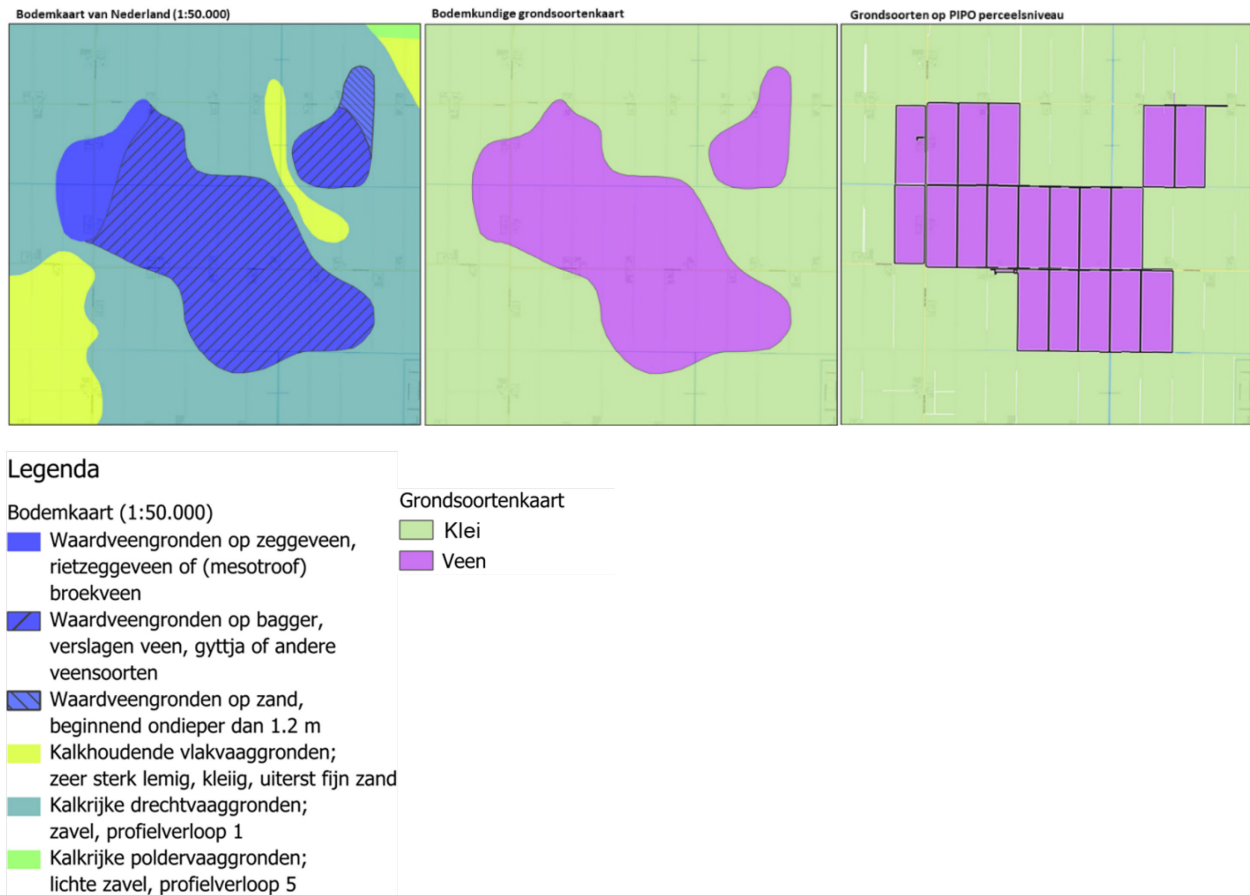 Bodemkaart van Nederland (1:50.000)
Bodemkundige grondsoortenkaart
Grondsoorten op PIPO perceelsniveau
Legenda
Bodemkaart (1:50.000)
Waardveengronden op zeggeveen,
rietzeggeveen of (mesotroof)
broekveen
Waardveengronden op bagger,
verslagen veen, gyttja of andere
veensoorten
Waardveengronden op zand,
beginnend ondieper dan 1.2 m
Kalkhoudende vlakvaaggronden;
zeer sterk lemig, kleiig, uiterst fijn zand
Kalkrijke drechtvaaggronden;
zavel, profielverloop 1
Kalkrijke poldervaaggronden;
lichte zavel, profielverloop 5
Grondsoortenkaart
Klei
Veen